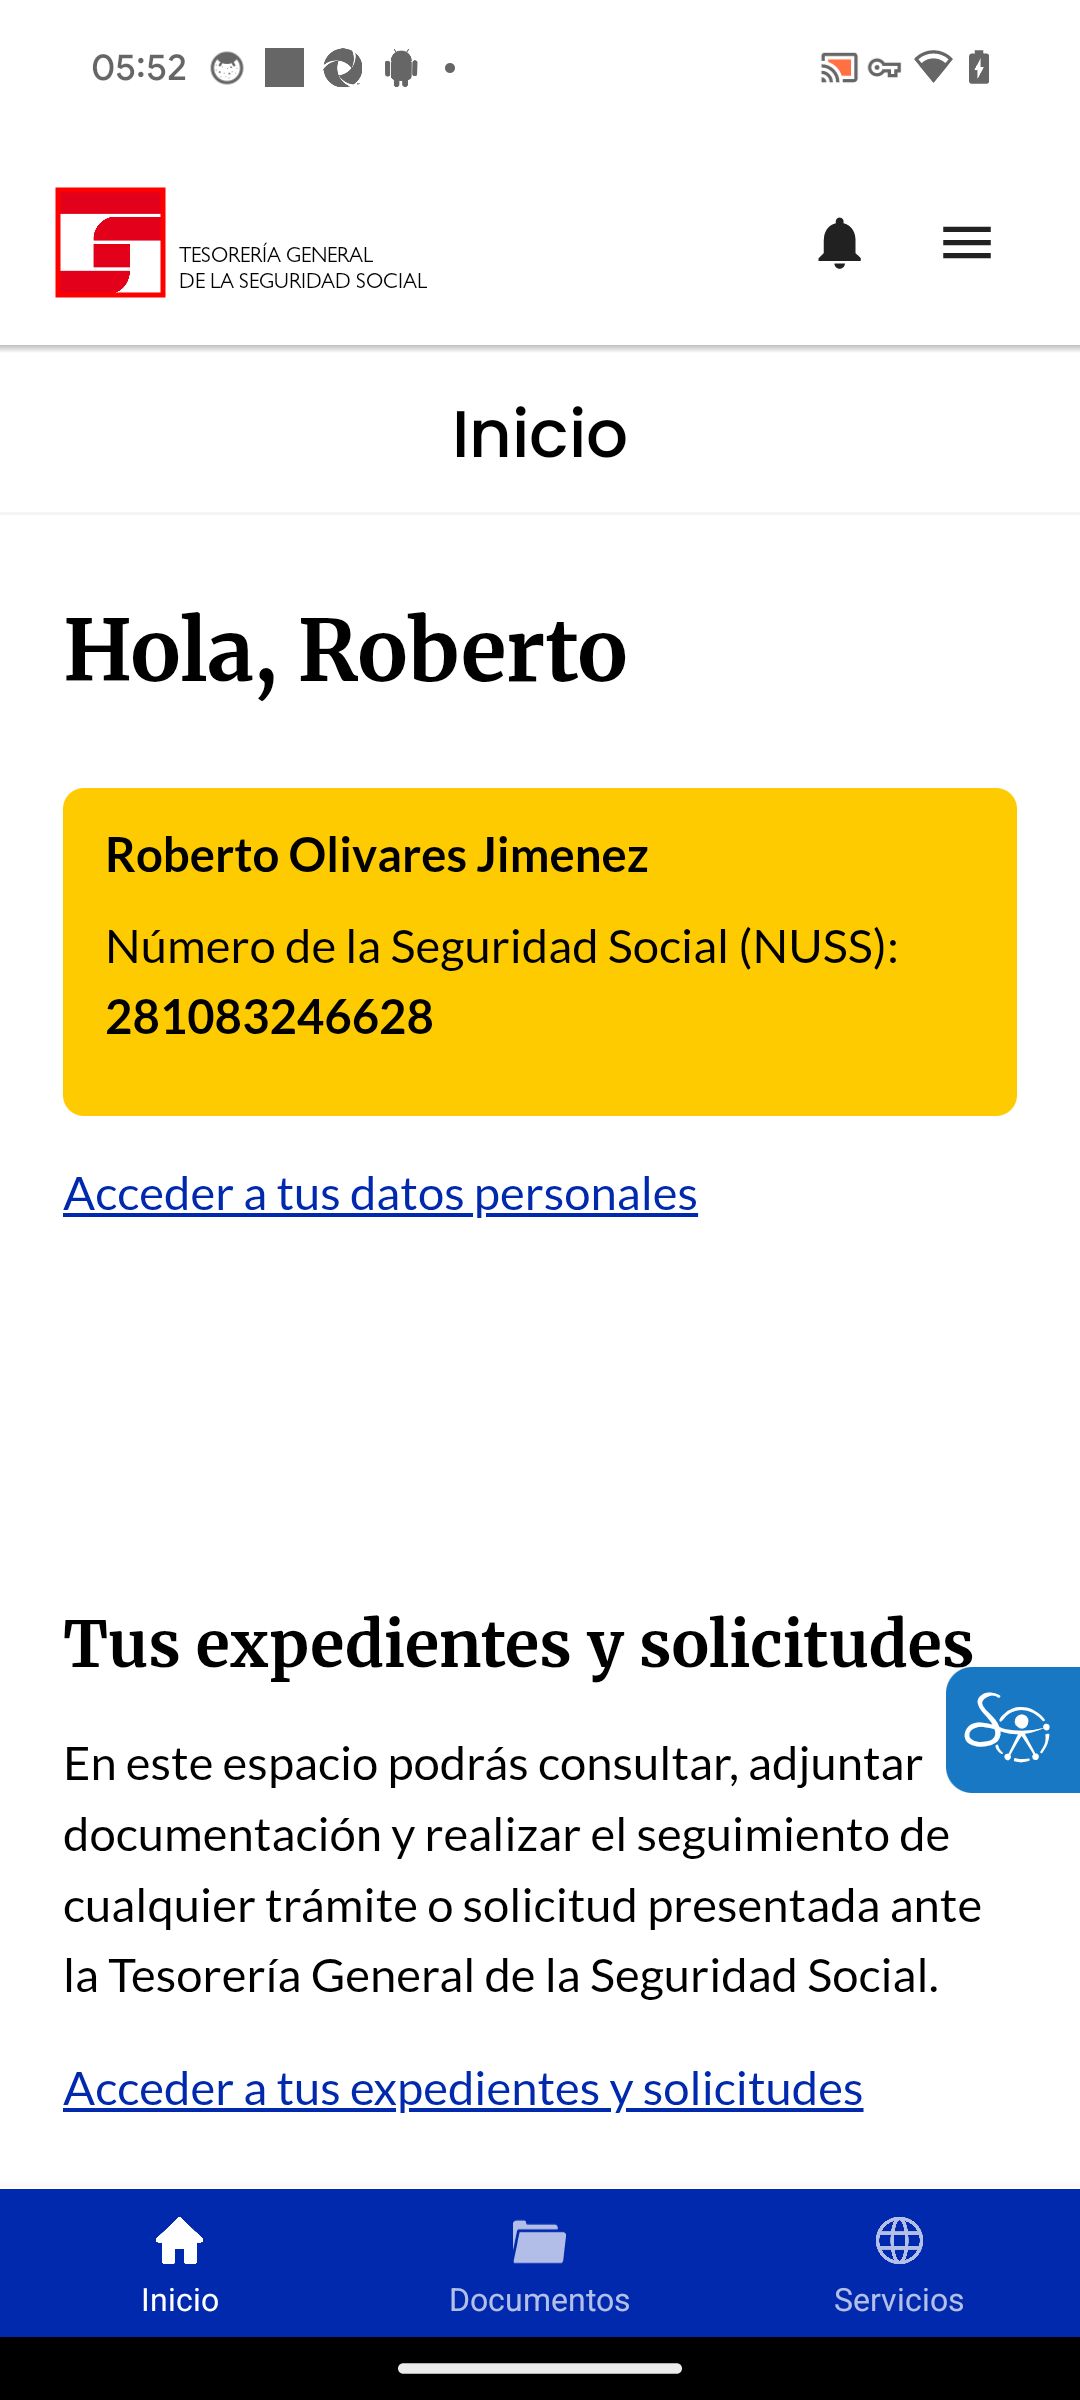 05:52
TESORERÍA GENERAL
DE LA SEGURIDAD SOCIAL
Inicio
Hola, Roberto
Roberto Olivares Jimenez
Número de la Seguridad Social (NUSS):
281083246628
Acceder a tus datos personales
Tus expedientes y solicitudes
En este espacio podrás consultar, adjuntar
documentación y realizar el seguimiento de
cualquier trámite o solicitud presentada ante
la Tesorería General de la Seguridad Social.
Acceder a tus expedientes y solicitudes
Inicio
Documentos
Servicios